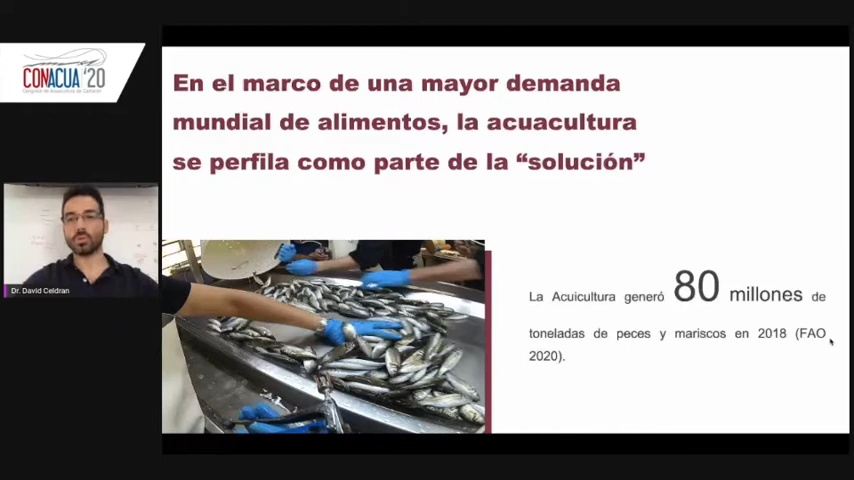 CONACUA '20
Congreso de Acuacultura de Camarón
En el marco de una mayor demanda
mundial de alimentos, la acuacultura
se perfila como parte de la “solución”
Dr. David Celdran
La Acuicultura generó 80 millones de
toneladas de peces y mariscos en 2018 (FAO
2020).